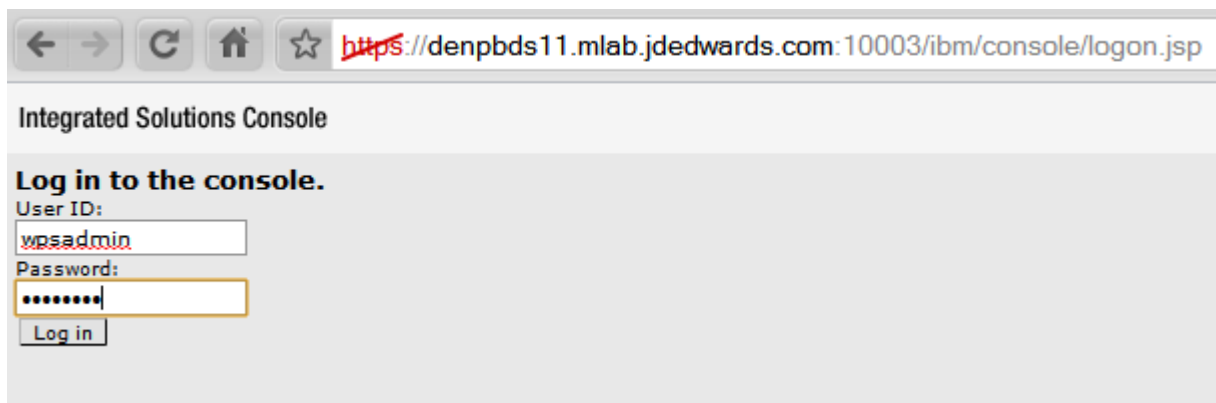 https://denpbds11.mlab.jdedwards.com:10003/ibm/console/logon.jsp
Integrated Solutions Console
Log in to the console.
User ID:
wpsadmin
Password:
••••••••
Log in